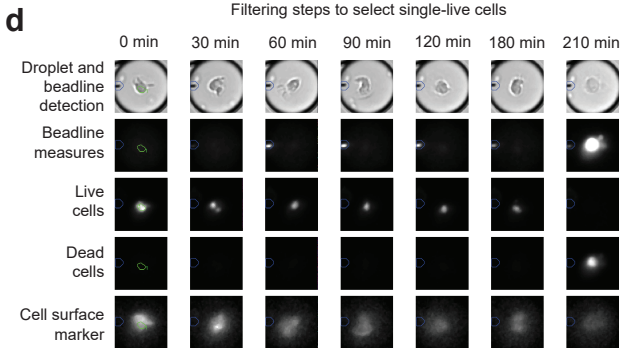 d
Filtering steps to select single-live cells
0 min 30 min 60 min 90 min 120 min 180 min 210 min
Droplet and
beadline
detection
Beadline
measures
Live
cells
Dead
cells
Cell surface
marker